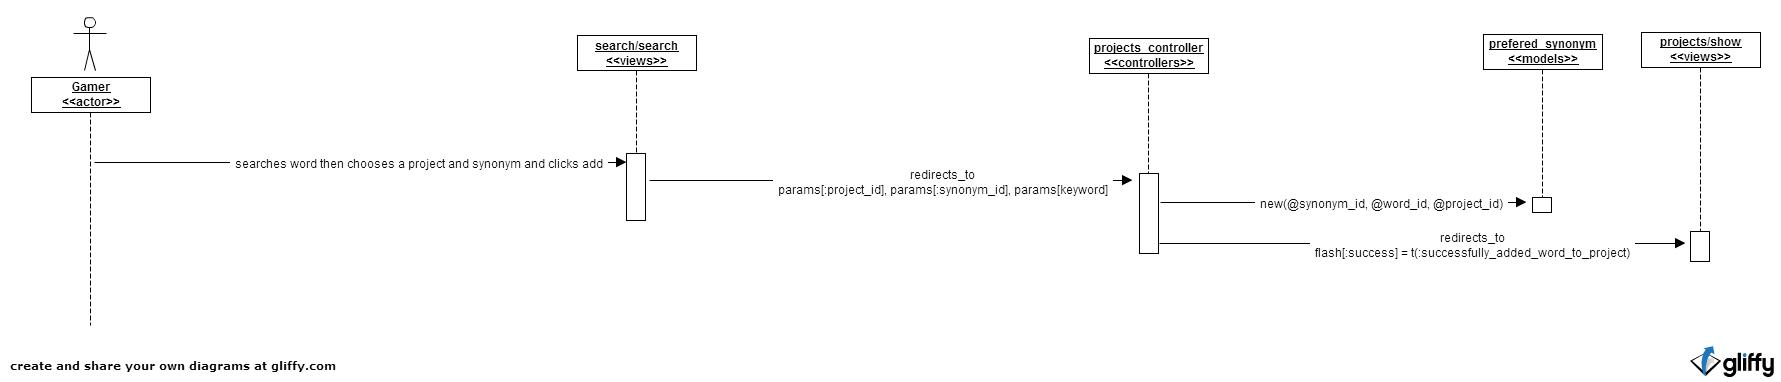 Gamer
<<actor>>
search/search
<<views>>
projects_controller
<<controllers>>
prefered_synonym
<<models>>
projects/show
<<views>>
searches word then chooses a project and synonym and clicks add
redirects_to
params[:project_id], params[:synonym_id], params[keyword]
new(@synonym_id, @word_id, @project_id)
redirects_to
flash[:success] = t(:successfully_added_word_to_project)
create and share your own diagrams at gliffy.com
gliffy